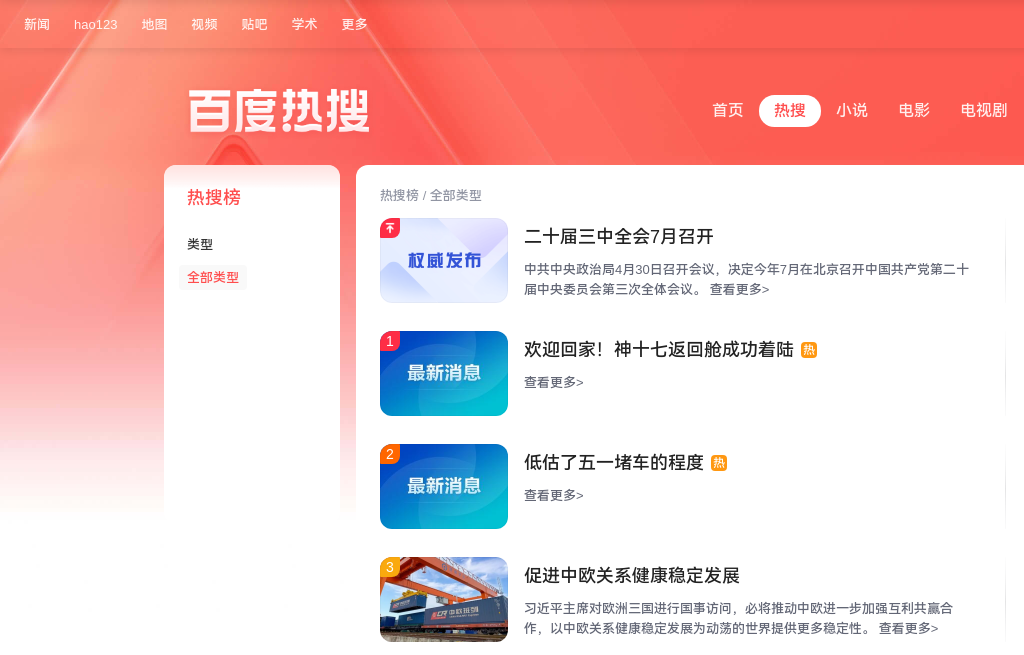 新闻 hao123 地图 视频 贴吧 学术 更多
百度热搜
首页 热搜 小说 电影 电视剧
热搜榜
类型
全部类型
热搜榜 / 全部类型
权威发布
二十届三中全会7月召开
中共中央政治局4月30日召开会议，决定今年7月在北京召开中国共产党第二十
届中央委员会第三次全体会议。 查看更多>
1
最新消息
欢迎回家！神十七返回舱成功着陆 热
查看更多>
2
最新消息
低估了五一堵车的程度 热
查看更多>
3
中欧班列
促进中欧关系健康稳定发展
习近平主席对欧洲三国进行国事访问，必将推动中欧进一步加强互利共赢合
作，以中欧关系健康稳定发展为动荡的世界提供更多稳定性。 查看更多>